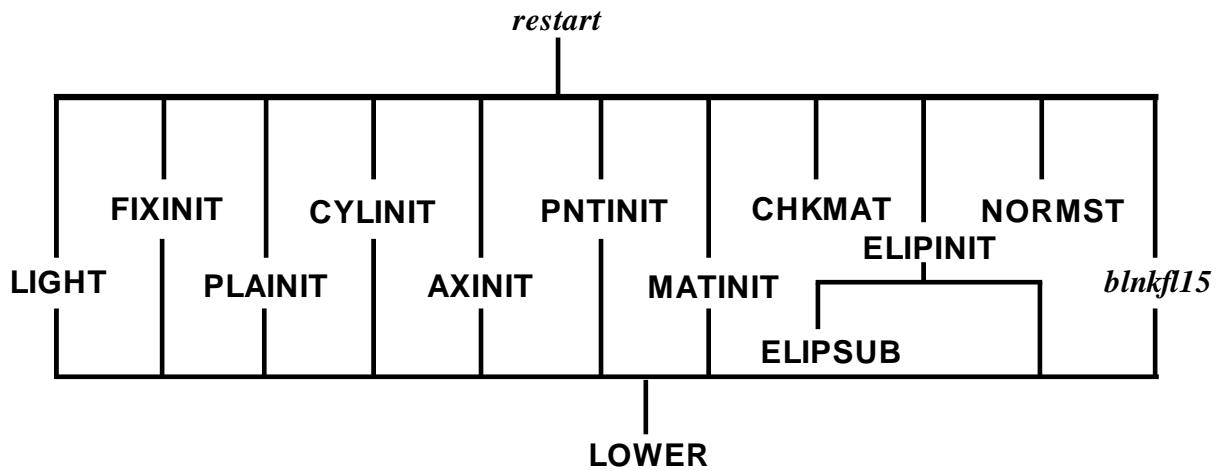 restart
FIXINIT
CYLINIT
PNTINIT
CHKMAT
NORMST
ELIPINIT
LIGHT
PLAINIT
AXINIT
MATINIT
blnkfl15
ELIPSUB
LOWER